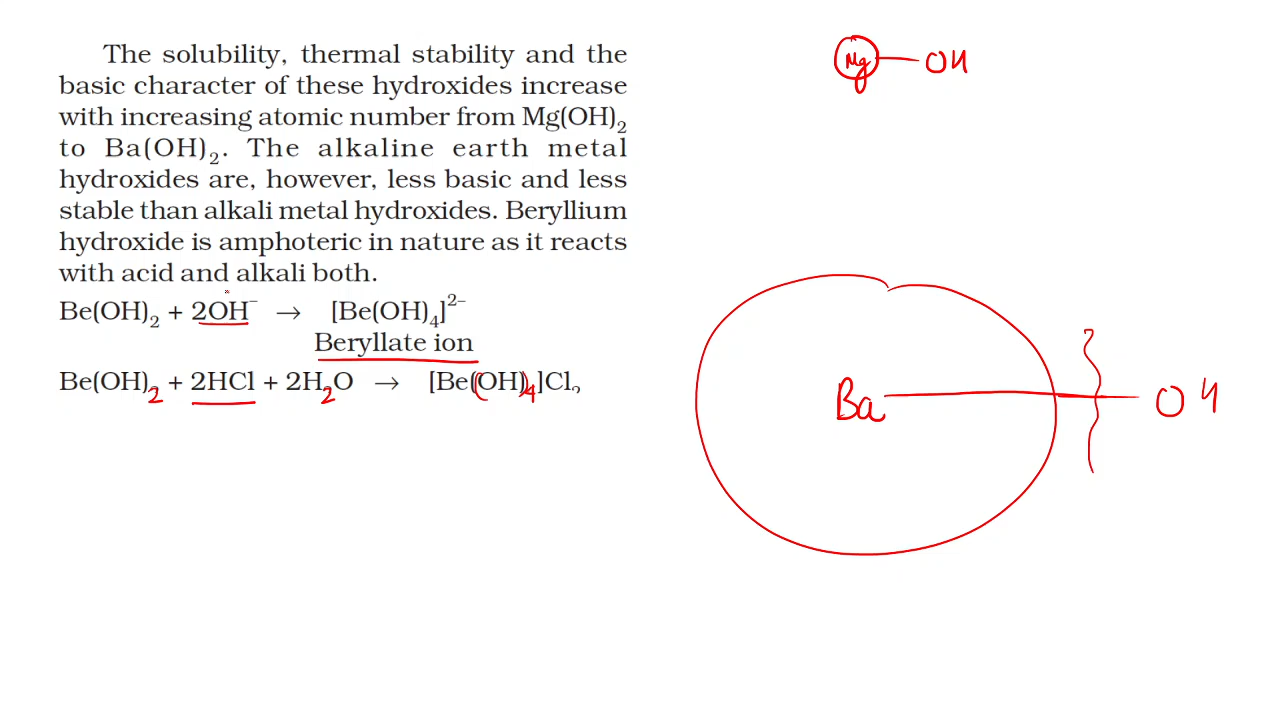 The solubility, thermal stability and the
basic character of these hydroxides increase
with increasing atomic number from Mg(OH)₂
to Ba(OH)₂. The alkaline earth metal
hydroxides are, however, less basic and less
stable than alkali metal hydroxides. Beryllium
hydroxide is amphoteric in nature as it reacts
with acid and alkali both.
Be(OH)₂ + 2OH⁻ → [Be(OH)₄]²⁻
Beryllate ion
Be(OH)₂ + 2HCl + 2H₂O → [Be(OH)₄]Cl₂
Mg OH
Ba OH